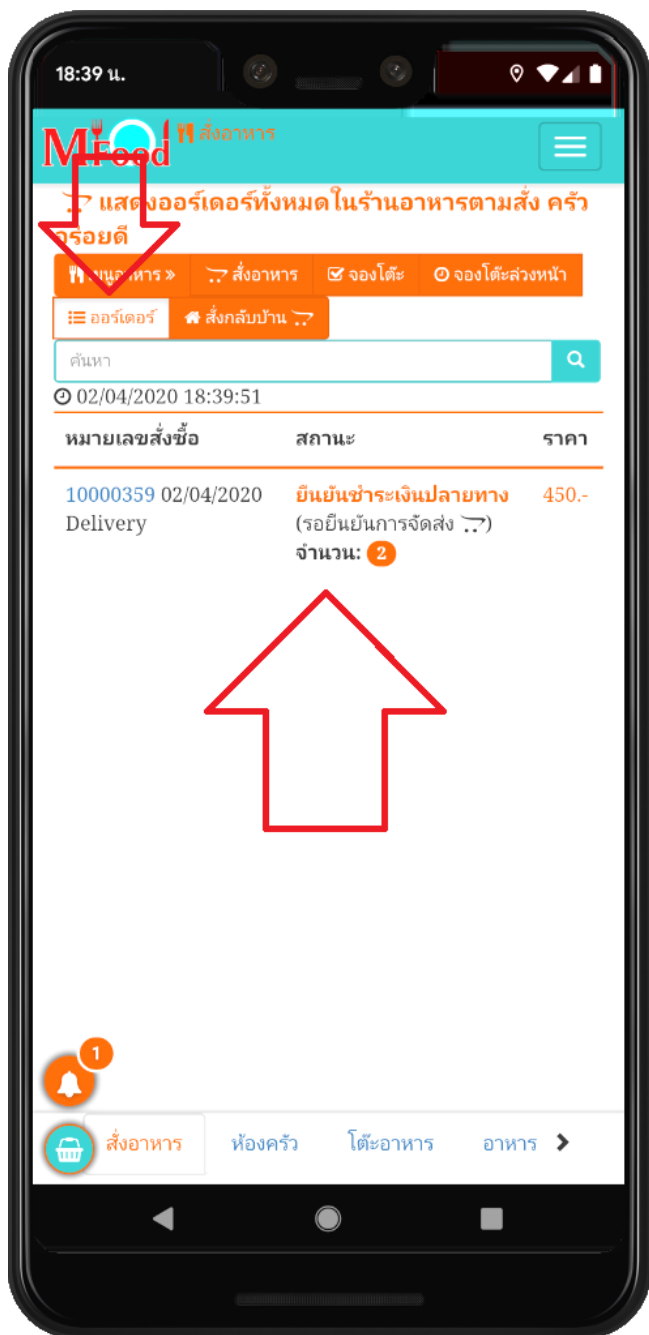 18:39 น.
MFood สั่งอาหาร
แสดงออร์เดอร์ทั้งหมดในร้านอาหารตามสั่ง ครัว
อร่อยดี
เมนูอาหาร » สั่งอาหาร จองโต๊ะ จองโต๊ะล่วงหน้า
ออร์เดอร์ สั่งกลับบ้าน
ค้นหา
02/04/2020 18:39:51
หมายเลขสั่งซื้อ สถานะ ราคา
10000359 02/04/2020 ยืนยันชำระเงินปลายทาง 450.-
Delivery (รอยืนยันการจัดส่ง )
จำนวน: 2
1
สั่งอาหาร ห้องครัว โต๊ะอาหาร อาหาร